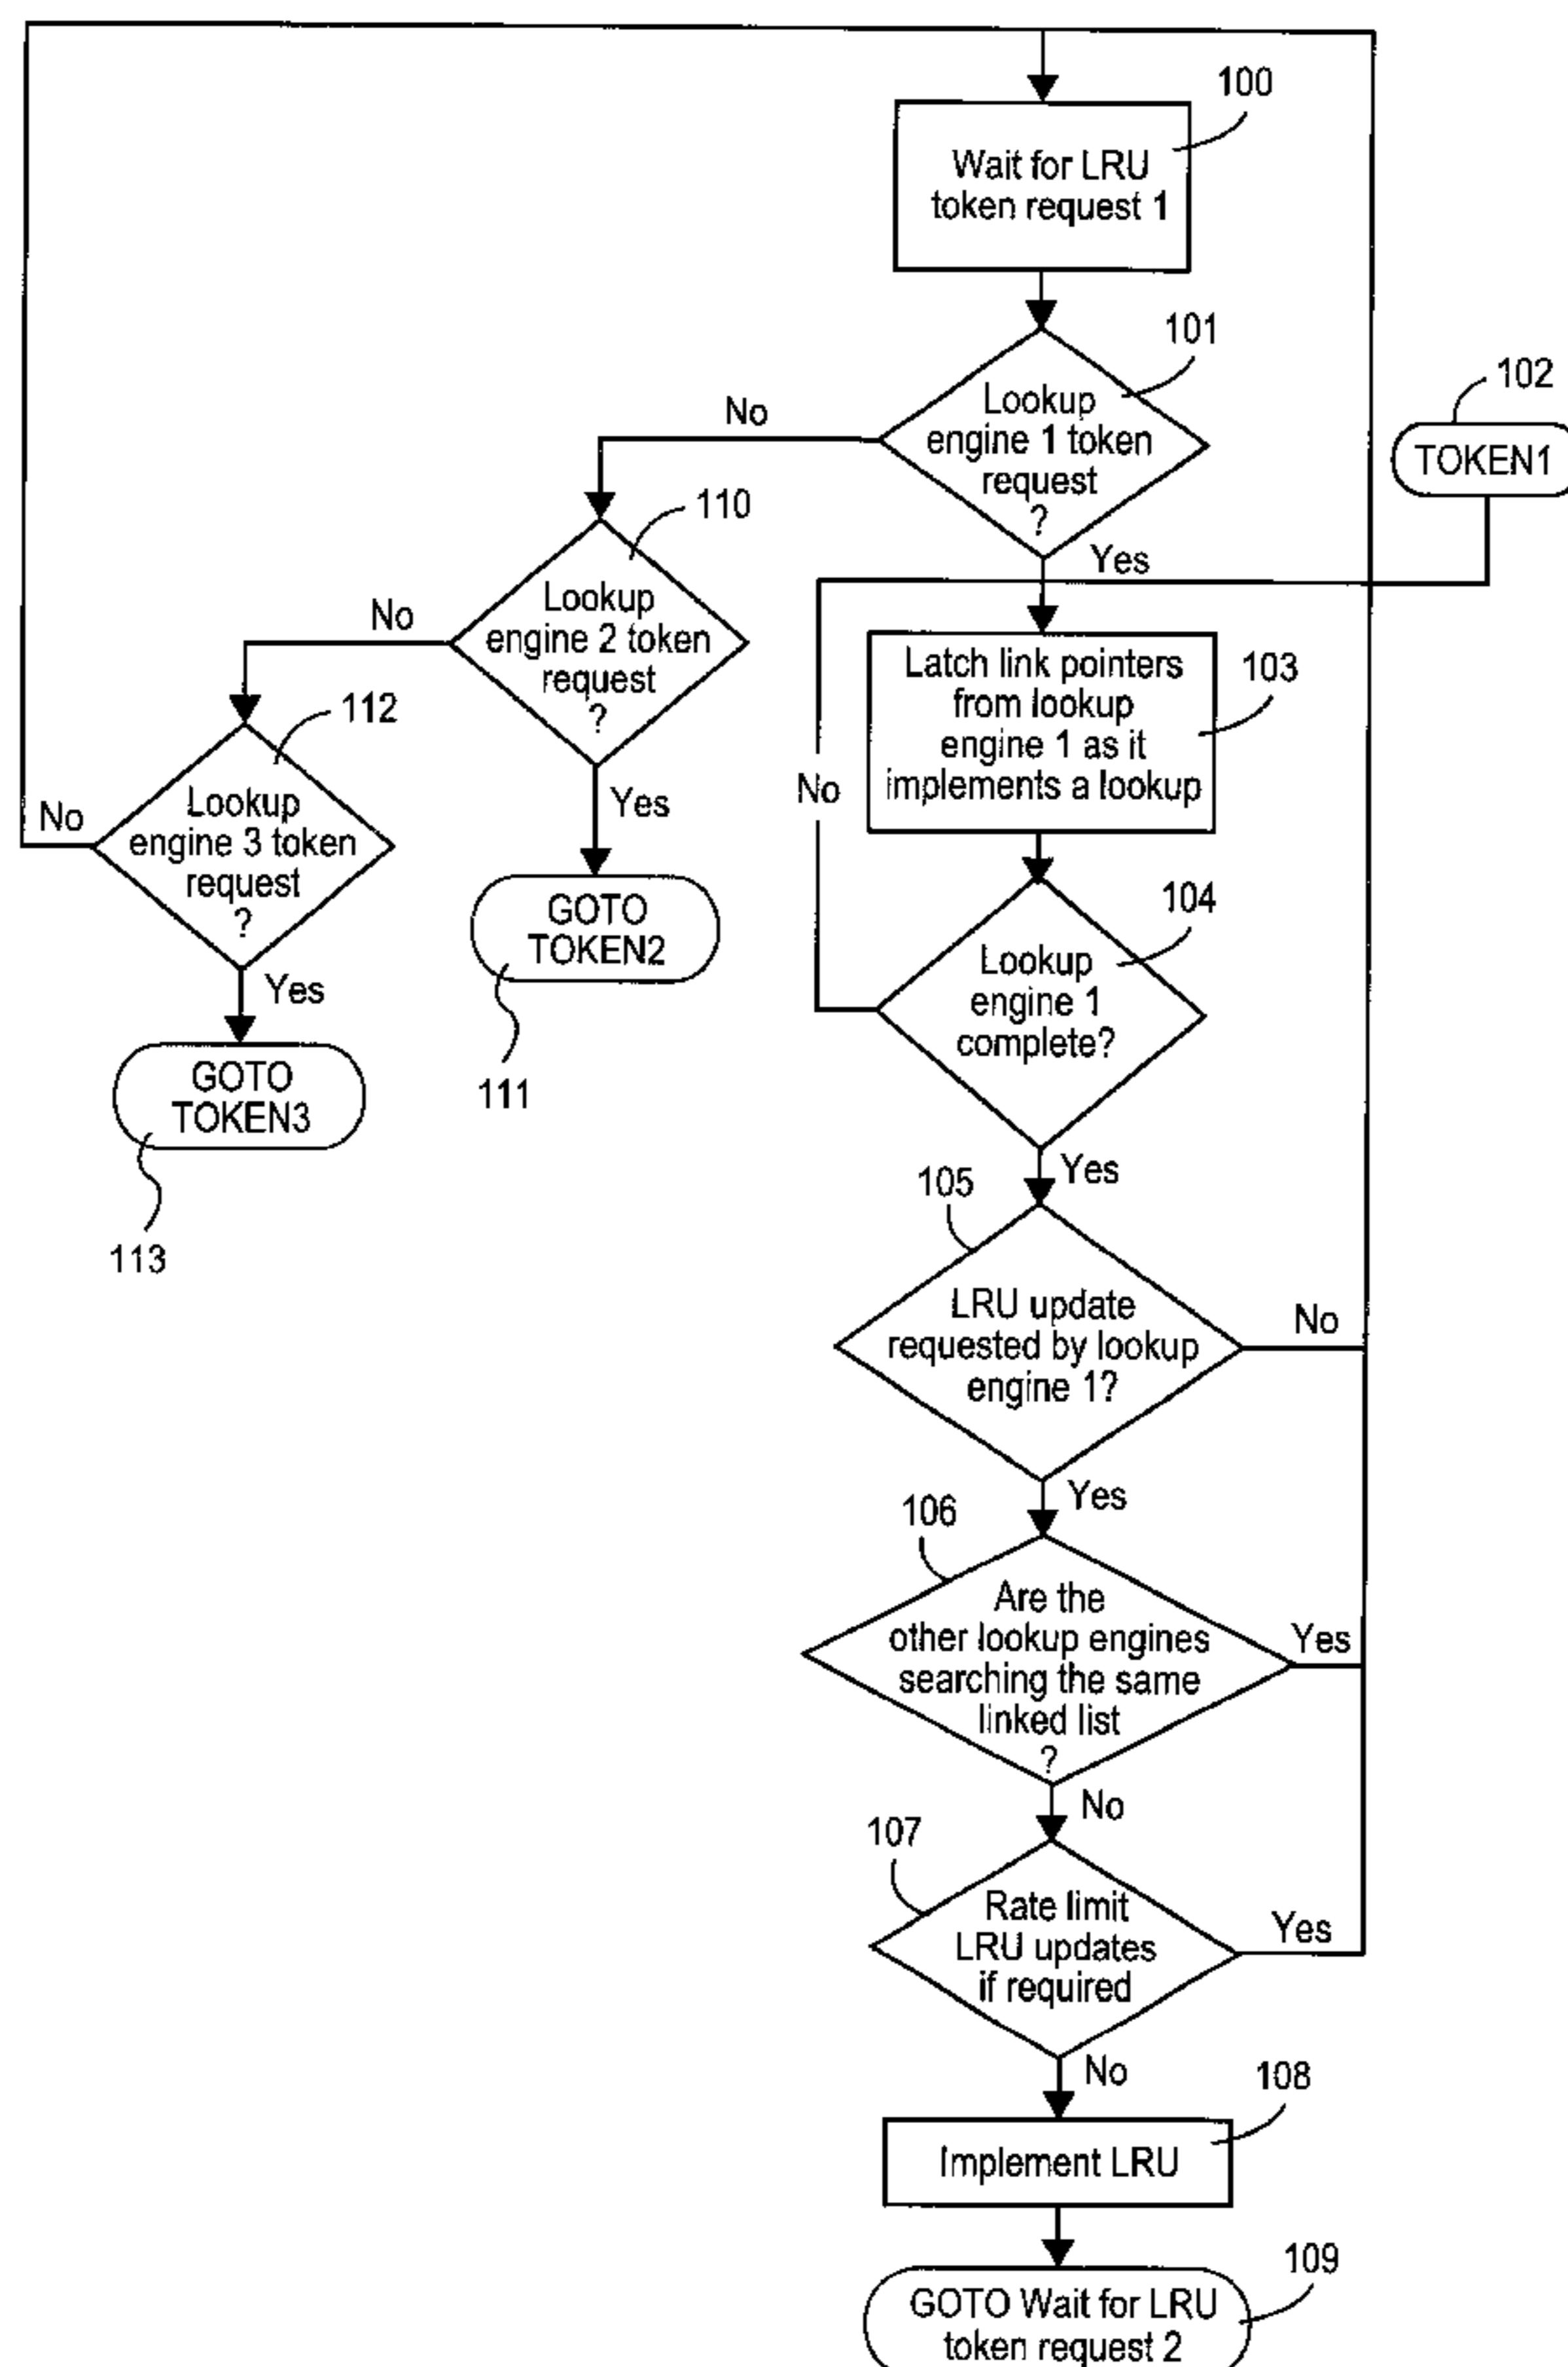 100
Wait for LRU
token request 1
101
Lookup
engine 1 token
request
?
No
Yes
102
TOKEN1
110
Lookup
engine 2 token
request
?
No
Yes
GOTO
TOKEN2
111
112
Lookup
engine 3 token
request
?
No
Yes
GOTO
TOKEN3
113
Latch link pointers
from lookup
engine 1 as it
implements a lookup
103
No
104
Lookup
engine 1
complete?
Yes
105
LRU update
requested by lookup
engine 1?
No
Yes
106
Are the
other lookup engines
searching the same
linked list
?
Yes
No
107
Rate limit
LRU updates
if required
Yes
No
108
Implement LRU
109
GOTO Wait for LRU
token request 2